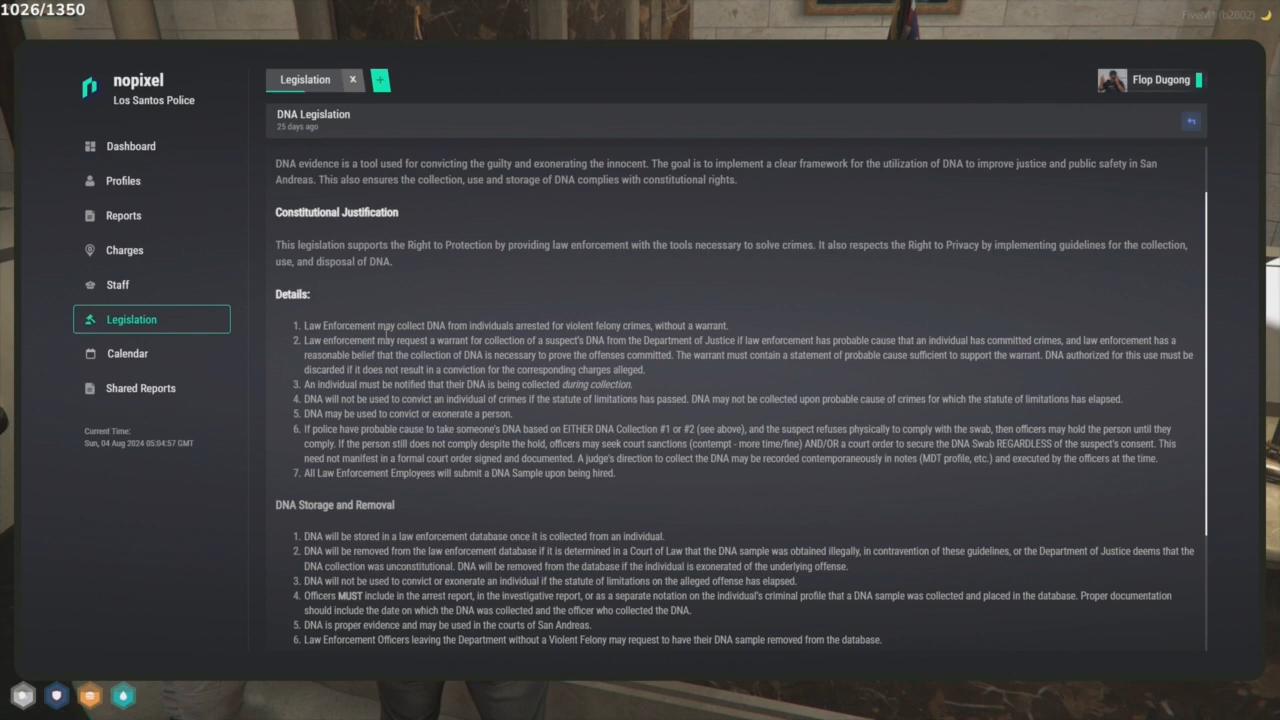 1026/1350
FiveM1 (b2802)
nopixel
Los Santos Police
Legislation
x
+
Flop Dugong
Dashboard
Profiles
Reports
Charges
Staff
Legislation
Calendar
Shared Reports
Current Time:
Sun, 04 Aug 2024 05:04:57 GMT
DNA Legislation
25 days ago
DNA evidence is a tool used for convicting the guilty and exonerating the innocent. The goal is to implement a clear framework for the utilization of DNA to improve justice and public safety in San
Andreas. This also ensures the collection, use and storage of DNA complies with constitutional rights.
Constitutional Justification
This legislation supports the Right to Protection by providing law enforcement with the tools necessary to solve crimes. It also respects the Right to Privacy by implementing guidelines for the collection,
use, and disposal of DNA.
Details:
1. Law Enforcement may collect DNA from individuals arrested for violent felony crimes, without a warrant.
2. Law enforcement may request a warrant for collection of a suspect's DNA from the Department of Justice if law enforcement has probable cause that an individual has committed crimes, and law enforcement has a
reasonable belief that the collection of DNA is necessary to prove the offenses committed. The warrant must contain a statement of probable cause sufficient to support the warrant. DNA authorized for this use must be
discarded if it does not result in a conviction for the corresponding charges alleged.
3. An individual must be notified that their DNA is being collected during collection.
4. DNA will not be used to convict an individual of crimes if the statute of limitations has passed. DNA may not be collected upon probable cause of crimes for which the statute of limitations has elapsed.
5. DNA may be used to convict or exonerate a person.
6. If police have probable cause to take someone's DNA based on EITHER DNA Collection #1 or #2 (see above), and the suspect refuses physically to comply with the swab, then officers may hold the person until they
comply. If the person still does not comply despite the hold, officers may seek court sanctions (contempt - more time/fine) AND/OR a court order to secure the DNA Swab REGARDLESS of the suspect's consent. This
need not manifest in a formal court order signed and documented. A judge's direction to collect the DNA may be recorded contemporaneously in notes (MDT profile, etc.) and executed by the officers at the time.
7. All Law Enforcement Employees will submit a DNA Sample upon being hired.
DNA Storage and Removal
1. DNA will be stored in a law enforcement database once it is collected from an individual.
2. DNA will be removed from the law enforcement database if it is determined in a Court of Law that the DNA sample was obtained illegally, in contravention of these guidelines, or the Department of Justice deems that the
DNA collection was unconstitutional. DNA will be removed from the database if the individual is exonerated of the underlying offense.
3. DNA will not be used to convict or exonerate an individual if the statute of limitations on the alleged offense has elapsed.
4. Officers MUST include in the arrest report, in the investigative report, or as a separate notation on the individual's criminal profile that a DNA sample was collected and placed in the database. Proper documentation
should include the date on which the DNA was collected and the officer who collected the DNA.
5. DNA is proper evidence and may be used in the courts of San Andreas.
6. Law Enforcement Officers leaving the Department without a Violent Felony may request to have their DNA sample removed from the database.